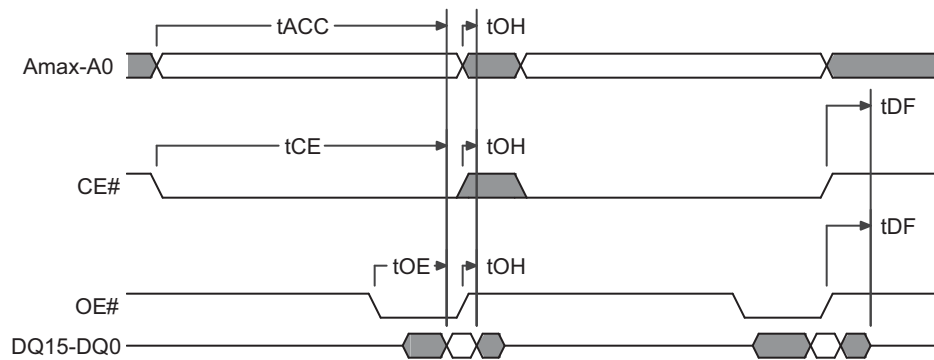 tACC tOH
Amax-A0
tDF
tCE tOH
CE#
tDF
tOE tOH
OE#
DQ15-DQ0